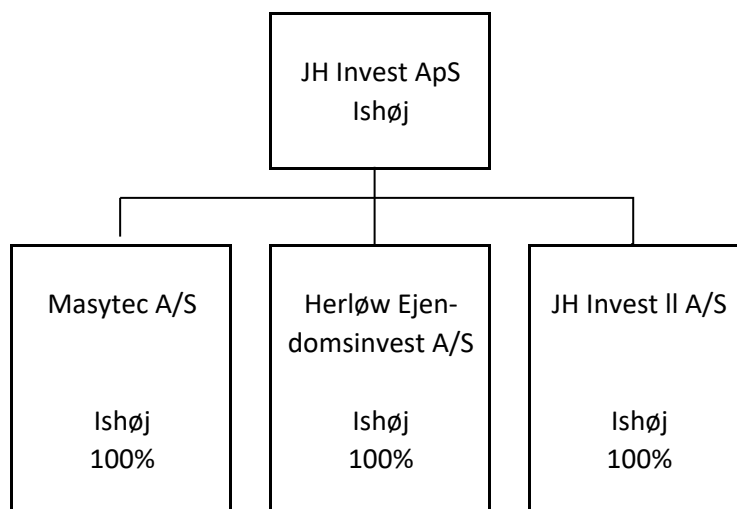 JH Invest ApS
Ishøj
Masytec A/S
Ishøj
100%
Herløw Ejen-
domsinvest A/S
Ishøj
100%
JH Invest ll A/S
Ishøj
100%